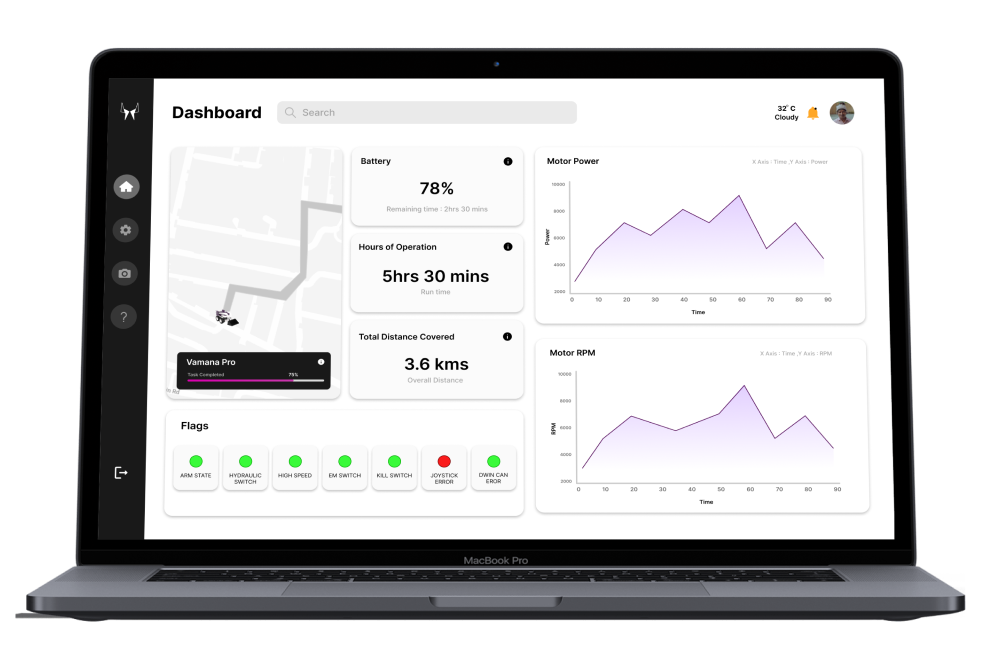 Dashboard
Search
32° C
Cloudy
Vamana Pro
Task Completed
75%
Rd
Battery
78%
Remaining time : 2hrs 30 mins
Hours of Operation
5hrs 30 mins
Run time
Total Distance Covered
3.6 kms
Overall Distance
Flags
ARM STATE
HYDRAULIC
SWITCH
HIGH SPEED
EM SWITCH
KILL SWITCH
JOYSTICK
ERROR
DWIN CAN
EROR
Motor Power
X Axis : Time ,Y Axis : Power
10000
8000
6000
4000
2000
Power
0 10 20 30 40 50 60 70 80 90
Time
Motor RPM
X Axis : Time ,Y Axis : RPM
10000
8000
6000
2000
RPM
0 10 20 30 40 50 60 70 80 90
Time
MacBook Pro
?